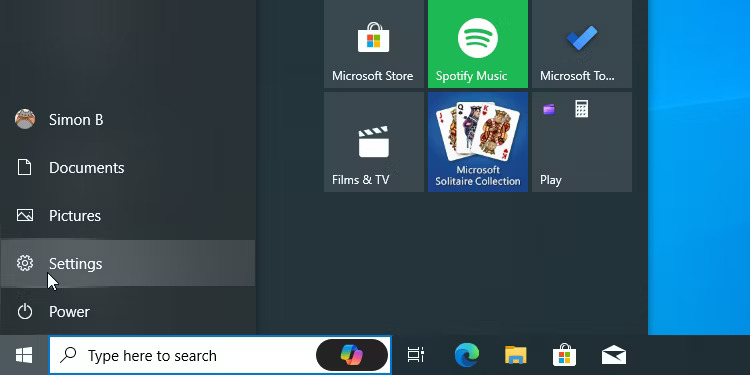 Microsoft Store
Spotify Music
Microsoft To...
Simon B
Documents
Pictures
Settings
Power
Films & TV
J
Q
K
K
Microsoft
Solitaire Collection
Play
Type here to search